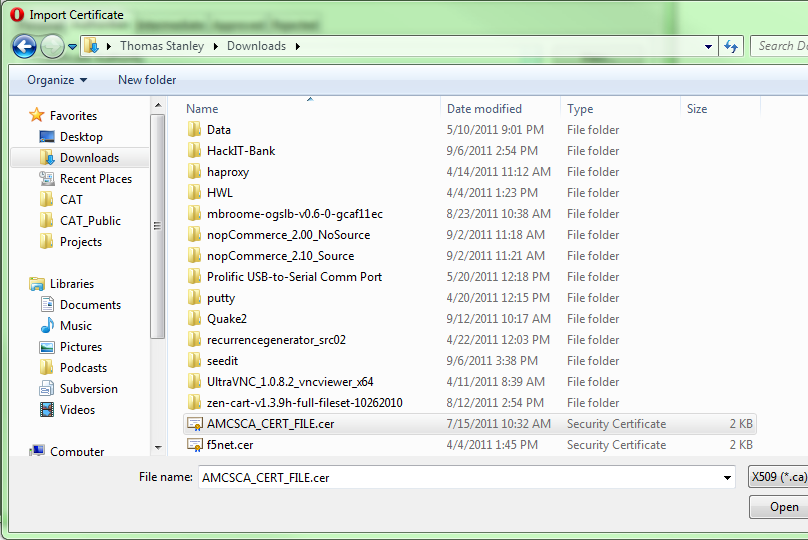 Import Certificate
Thomas Stanley Downloads Search Do
Organize New folder
Favorites
Desktop
Downloads
Recent Places
CAT
CAT_Public
Projects
Libraries
Documents
Music
Pictures
Podcasts
Subversion
Videos
Computer
Name Date modified Type Size
Data 5/10/2011 9:01 PM File folder
HackIT-Bank 9/6/2011 2:54 PM File folder
haproxy 4/14/2011 11:12 AM File folder
HWL 4/4/2011 1:23 PM File folder
mbroome-ogslb-v0.6-0-gcaf11ec 8/23/2011 10:38 AM File folder
nopCommerce_2.00_NoSource 9/2/2011 11:18 AM File folder
nopCommerce_2.10_Source 9/2/2011 11:21 AM File folder
Prolific USB-to-Serial Comm Port 5/20/2011 12:18 PM File folder
putty 4/20/2011 12:15 PM File folder
Quake2 9/12/2011 10:17 AM File folder
recurrencegenerator_src02 4/22/2011 12:03 PM File folder
seedit 9/6/2011 3:38 PM File folder
UltraVNC_1.0.8.2_vncviewer_x64 4/11/2011 8:39 AM File folder
zen-cart-v1.3.9h-full-fileset-10262010 8/12/2011 2:54 PM File folder
AMCSCA_CERT_FILE.cer 7/15/2011 10:32 AM Security Certificate 2 KB
f5net.cer 4/4/2011 1:45 PM Security Certificate 2 KB
File name: AMCSCA_CERT_FILE.cer X509 (*.ca)
Open